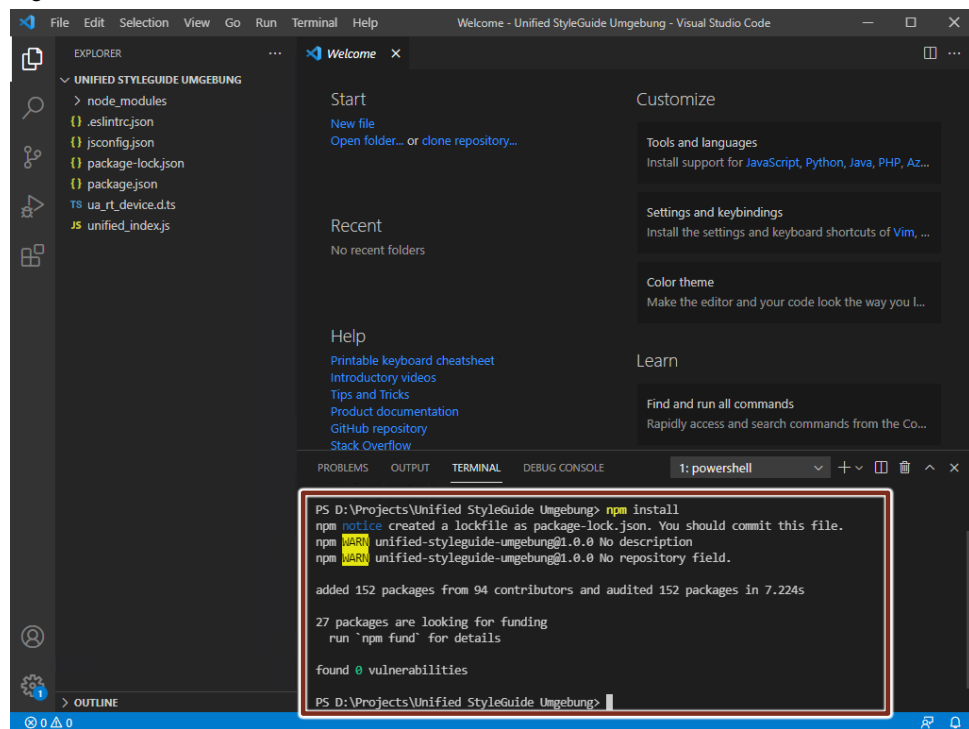 File Edit Selection View Go Run Terminal Help Welcome - Unified StyleGuide Umgebung - Visual Studio Code
EXPLORER
UNIFIED STYLEGUIDE UMGEBUNG
node_modules
{} .eslintrc.json
{} jsconfig.json
{} package-lock.json
{} package.json
TS ua_rt_device.d.ts
JS unified_index.js
OUTLINE
1
0 0
Welcome
Start
New file
Open folder... or clone repository...
Recent
No recent folders
Help
Printable keyboard cheatsheet
Introductory videos
Tips and Tricks
Product documentation
GitHub repository
Stack Overflow
Customize
Tools and languages
Install support for JavaScript, Python, Java, PHP, Az...
Settings and keybindings
Install the settings and keyboard shortcuts of Vim, ...
Color theme
Make the editor and your code look the way you l...
Learn
Find and run all commands
Rapidly access and search commands from the Co...
PROBLEMS OUTPUT TERMINAL DEBUG CONSOLE 1: powershell
PS D:\Projects\Unified StyleGuide Umgebung> npm install
npm notice created a lockfile as package-lock.json. You should commit this file.
npm WARN unified-styleguide-umgebung@1.0.0 No description
npm WARN unified-styleguide-umgebung@1.0.0 No repository field.
added 152 packages from 94 contributors and audited 152 packages in 7.224s
27 packages are looking for funding
run `npm fund` for details
found 0 vulnerabilities
PS D:\Projects\Unified StyleGuide Umgebung>